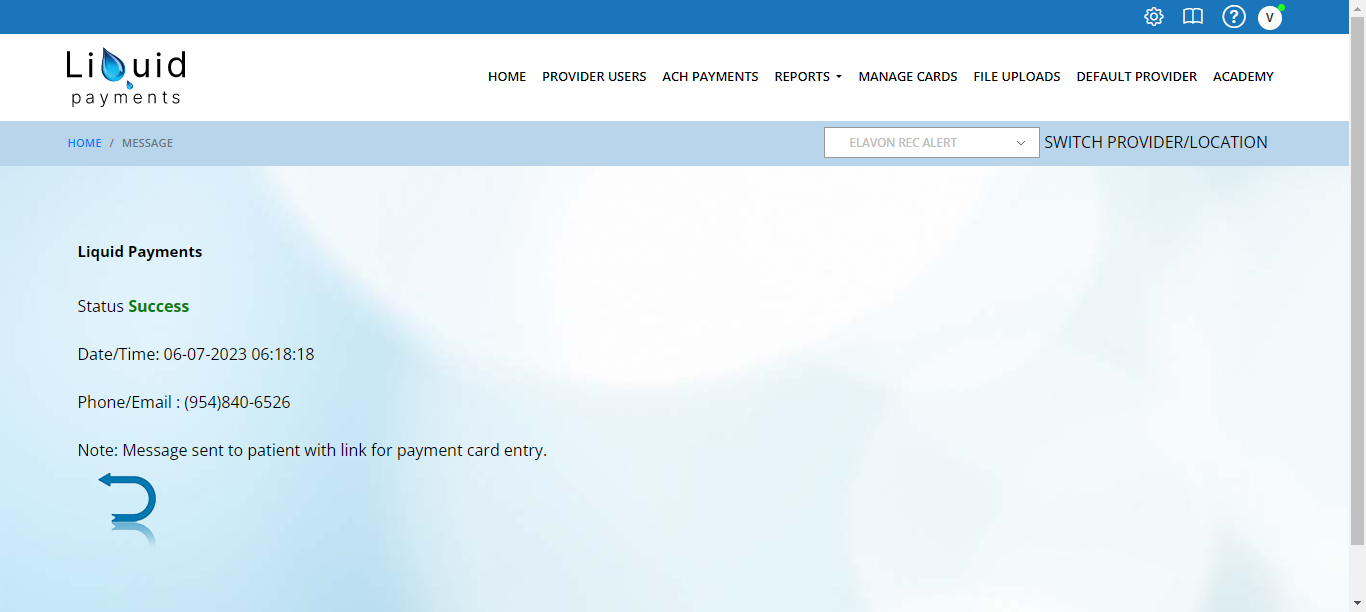 V
Liquid
payments
HOME PROVIDER USERS ACH PAYMENTS REPORTS MANAGE CARDS FILE UPLOADS DEFAULT PROVIDER ACADEMY
HOME / MESSAGE
ELAVON REC ALERT SWITCH PROVIDER/LOCATION
Liquid Payments
Status Success
Date/Time: 06-07-2023 06:18:18
Phone/Email : (954)840-6526
Note: Message sent to patient with link for payment card entry.